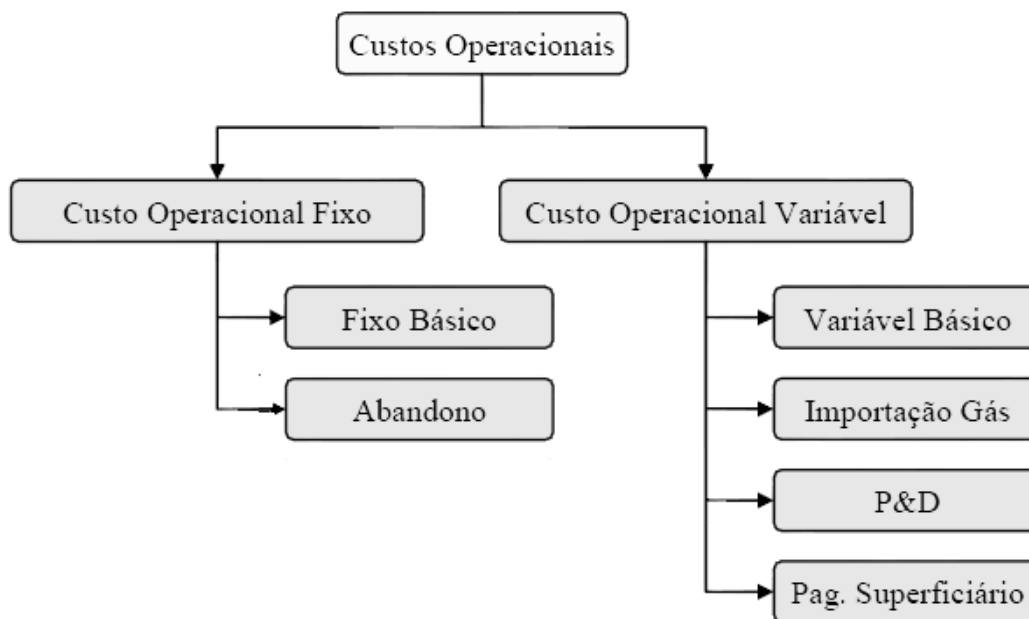 Custos Operacionais
Custo Operacional Fixo
Custo Operacional Variável
Fixo Básico
Variável Básico
Abandono
Importação Gás
P&D
Pag. Superficiário